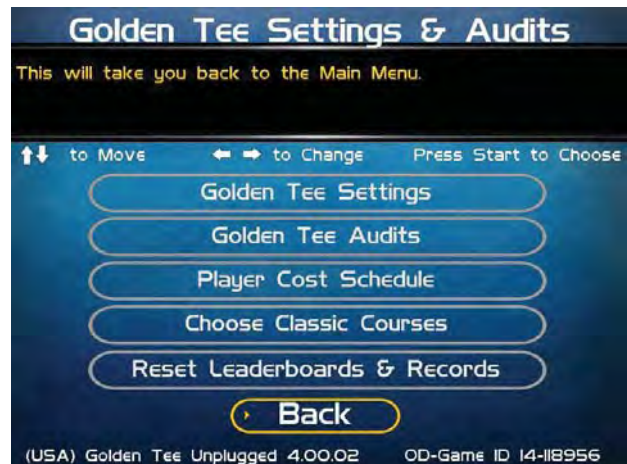 Golden Tee Settings & Audits
This will take you back to the Main Menu.
to Move to Change Press Start to Choose
Golden Tee Settings
Golden Tee Audits
Player Cost Schedule
Choose Classic Courses
Reset Leaderboards & Records
Back
(USA) Golden Tee Unplugged 4.00.02 OD-Game ID 14-118956